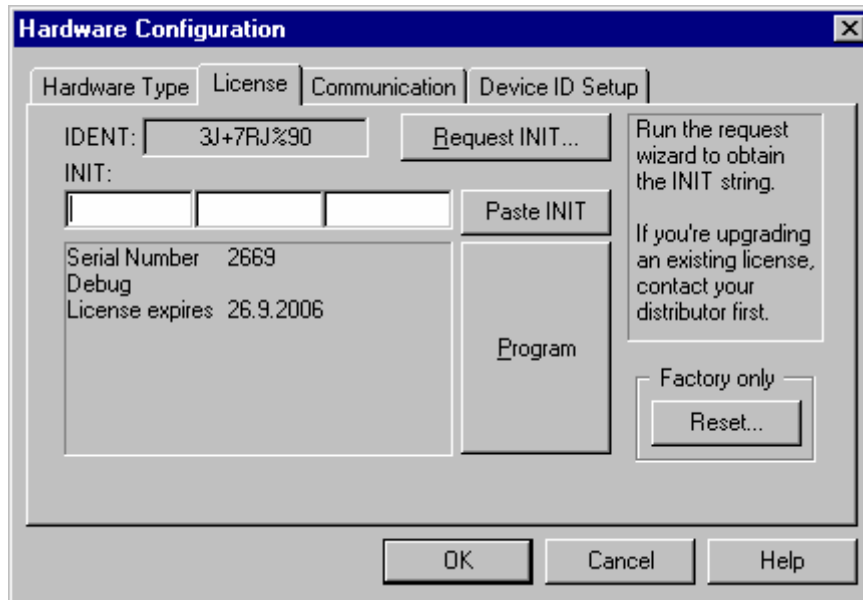 Hardware Configuration
Hardware Type License Communication Device ID Setup
IDENT: 3J+7RJ%90
Request INIT...
INIT:
Paste INIT
Serial Number 2669
Debug
License expires 26.9.2006
Program
Run the request
wizard to obtain
the INIT string.
If you're upgrading
an existing license,
contact your
distributor first.
Factory only
Reset...
OK Cancel Help